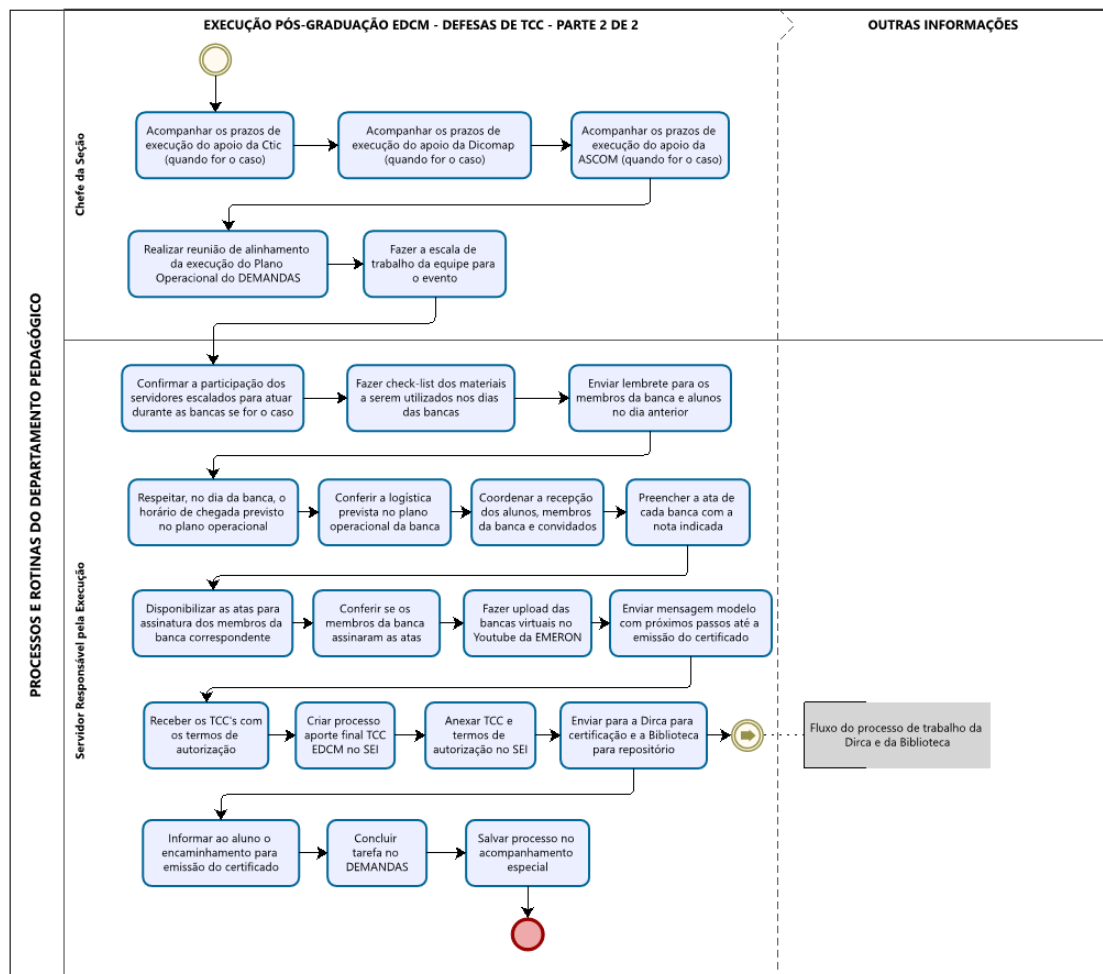 EXECUÇÃO PÓS-GRADUAÇÃO EDCM - DEFESAS DE TCC - PARTE 2 DE 2
OUTRAS INFORMAÇÕES
PROCESSOS E ROTINAS DO DEPARTAMENTO PEDAGÓGICO
Chefe da Seção
Acompanhar os prazos de
execução do apoio da Ctic
(quando for o caso)
Acompanhar os prazos de
execução do apoio da Dicomap
(quando for o caso)
Acompanhar os prazos de
execução do apoio da
ASCOM (quando for o caso)
Realizar reunião de alinhamento
da execução do Plano
Operacional do DEMANDAS
Fazer a escala de
trabalho da equipe para
o evento
Servidor Responsável pela Execução
Confirmar a participação dos
servidores escalados para atuar
durante as bancas se for o caso
Fazer check-list dos materiais
a serem utilizados nos dias
das bancas
Enviar lembrete para os
membros da banca e alunos
no dia anterior
Respeitar, no dia da banca, o
horário de chegada previsto
no plano operacional
Conferir a logística
prevista no plano
operacional da banca
Coordenar a recepção
dos alunos, membros
da banca e convidados
Preencher a ata de
cada banca com a
nota indicada
Disponibilizar as atas para
assinatura dos membros da
banca correspondente
Conferir se os
membros da banca
assinaram as atas
Fazer upload das
bancas virtuais no
Youtube da EMERON
Enviar mensagem modelo
com próximos passos até a
emissão do certificado
Receber os TCC's com
os termos de
autorização
Criar processo
aporte final TCC
EDCM no SEI
Anexar TCC e
termos de
autorização no SEI
Enviar para a Dirca para
certificação e a Biblioteca
para repositório
Fluxo do processo de trabalho da
Dirca e da Biblioteca
Informar ao aluno o
encaminhamento para
emissão do certificado
Concluir
tarefa no
DEMANDAS
Salvar processo no
acompanhamento
especial